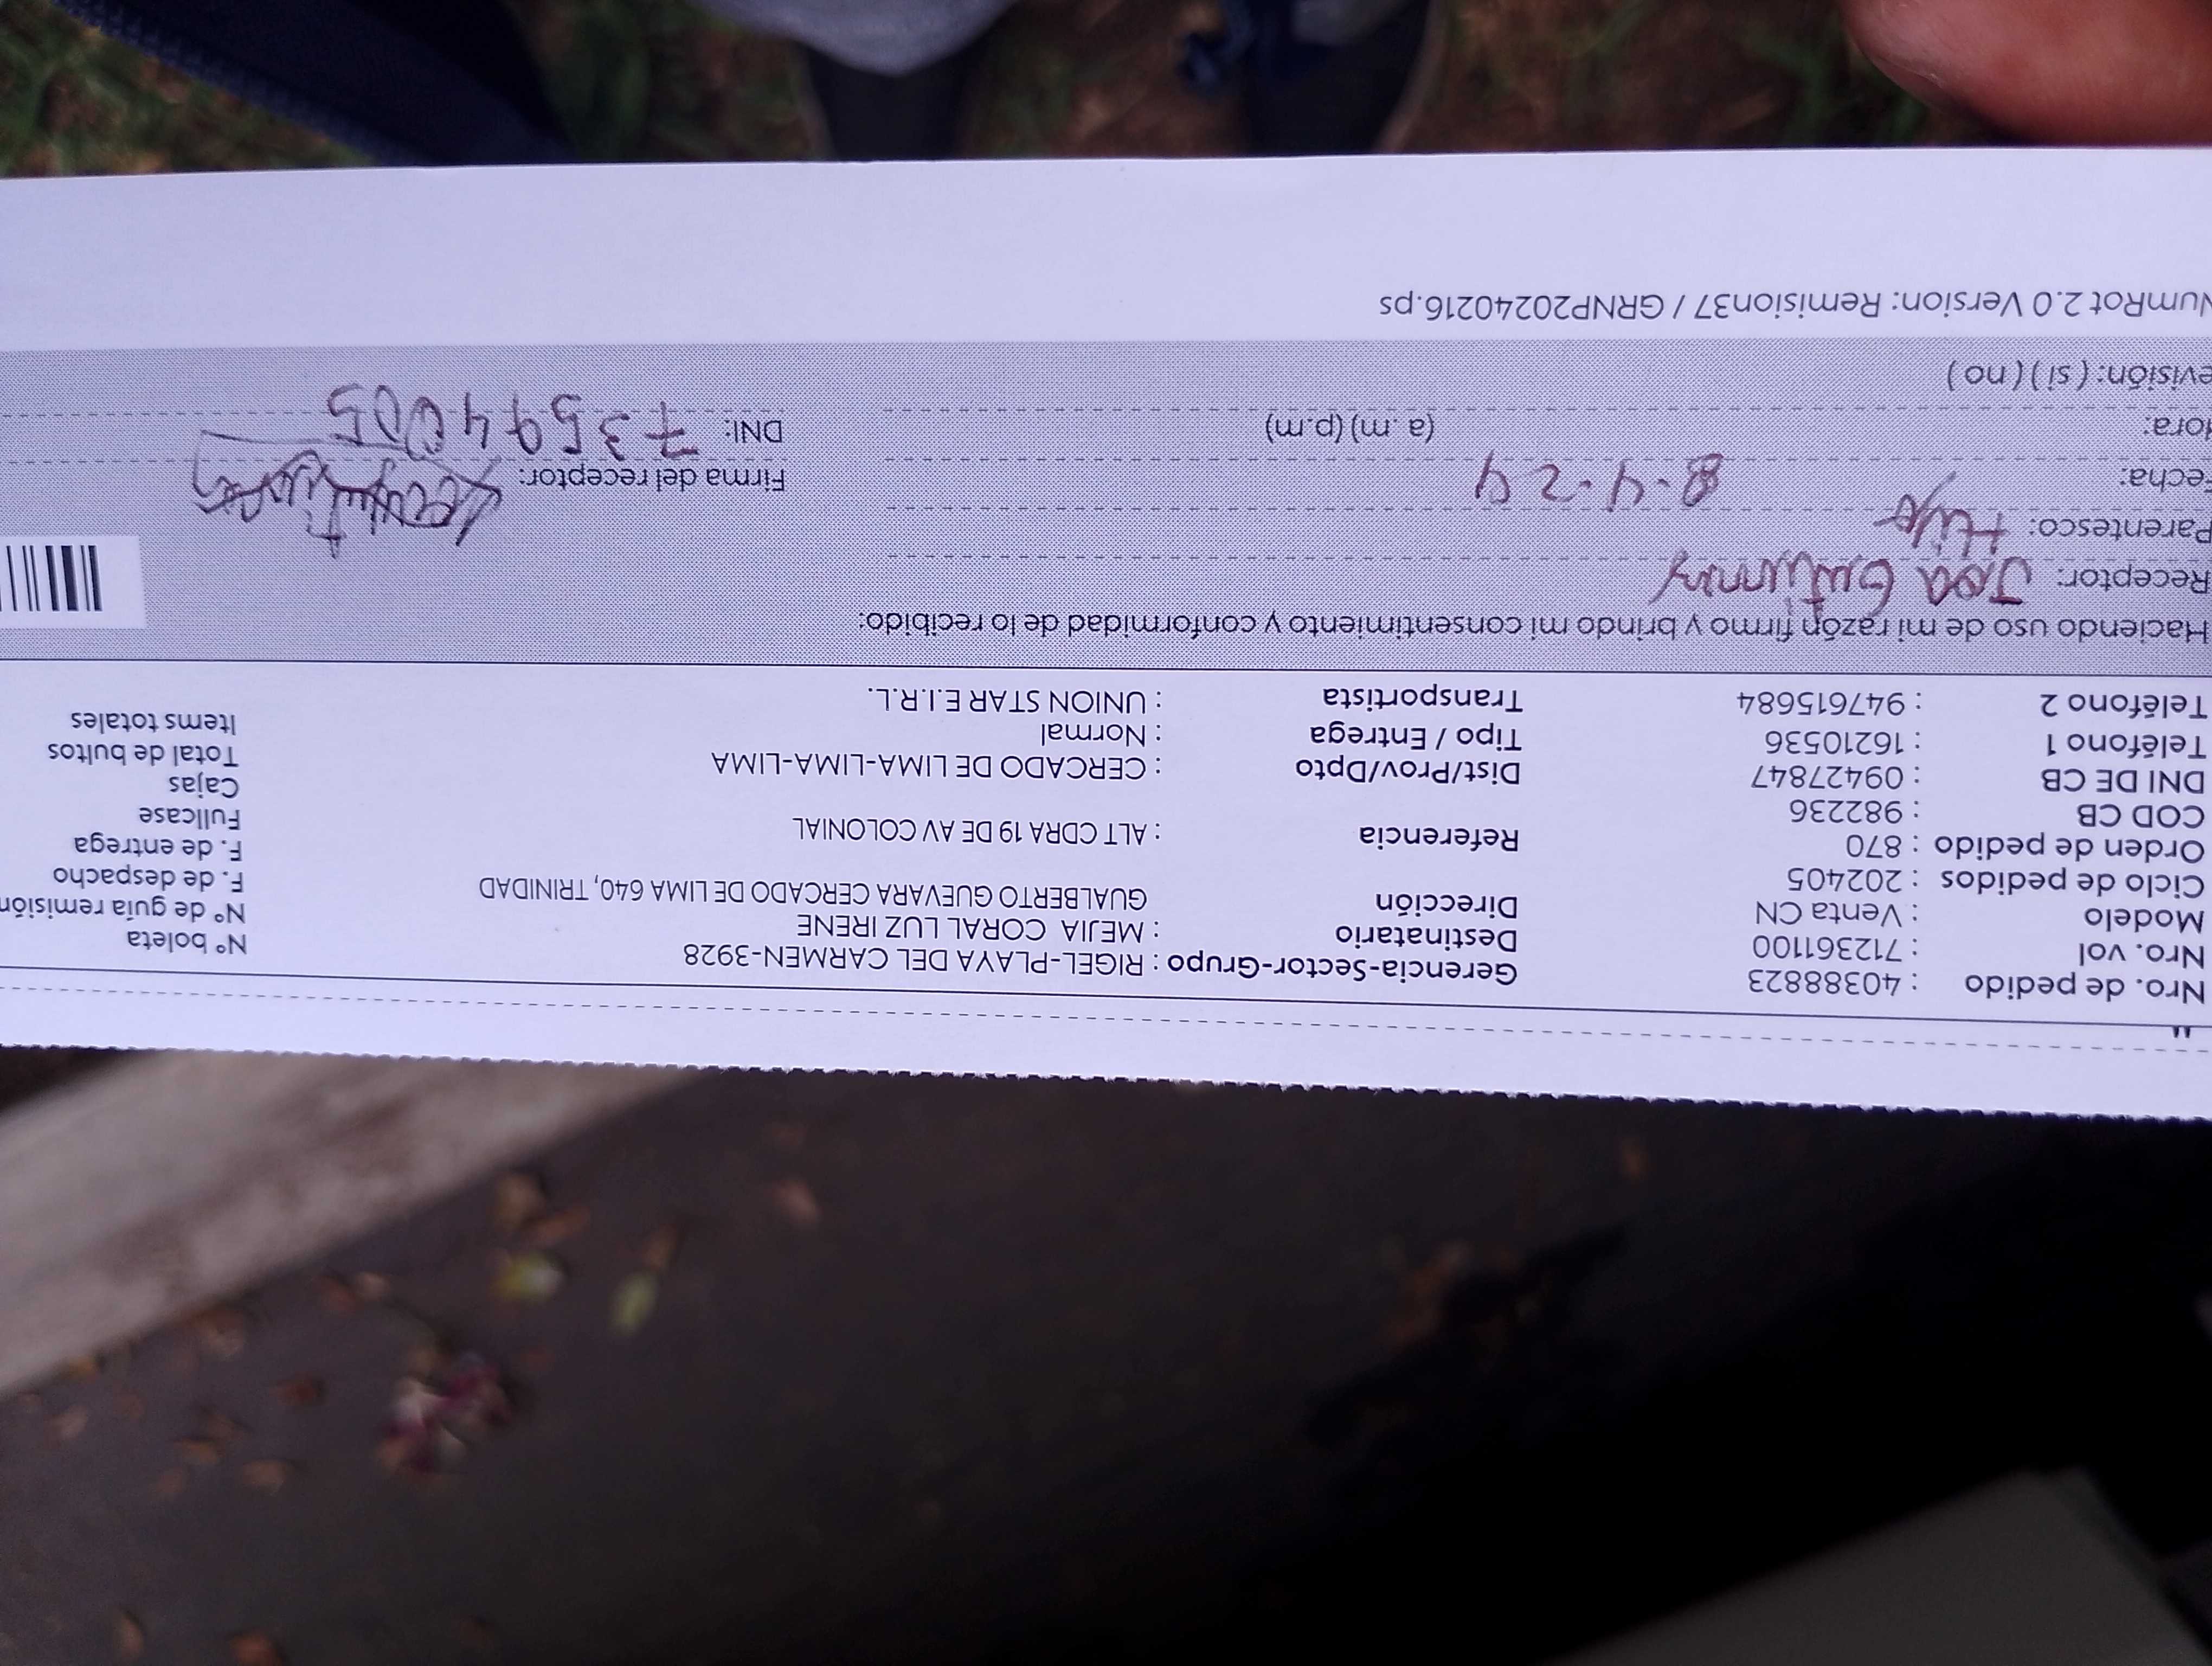 Nro. de pedido : 40388823 Gerencia-Sector-Grupo : RIGEL-PLAYA DEL CARMEN-3928 N° boleta
Nro. vol : 712361100 Destinatario : MEJIA CORAL LUZ IRENE N° de guía remisión
Modelo : Venta CN Dirección GUALBERTO GUEVARA CERCADO DE LIMA 640, TRINIDAD F. de despacho
Ciclo de pedidos : 202405 F. de entrega
Orden de pedido : 870 Referencia : ALT CDRA 19 DE AV COLONIAL Fullcase
COD CB : 982236 Cajas
DNI DE CB : 09427847 Dist/Prov/Dpto : CERCADO DE LIMA-LIMA-LIMA Total de bultos
Teléfono 1 : 16210536 Tipo / Entrega : Normal Items totales
Teléfono 2 : 947615684 Transportista : UNION STAR E.I.R.L.
Haciendo uso de mi razón firmo y brindo mi consentimiento y conformidad de lo recibido:
Receptor:
Parentesco: Hijo Firma del receptor:
Fecha: 8.4.24
Hora: (a.m) (p.m) DNI: 73594005
evisión: ( si ) ( no )
NumRot 2.0 Version: Remision37 / GRNP20240216.ps